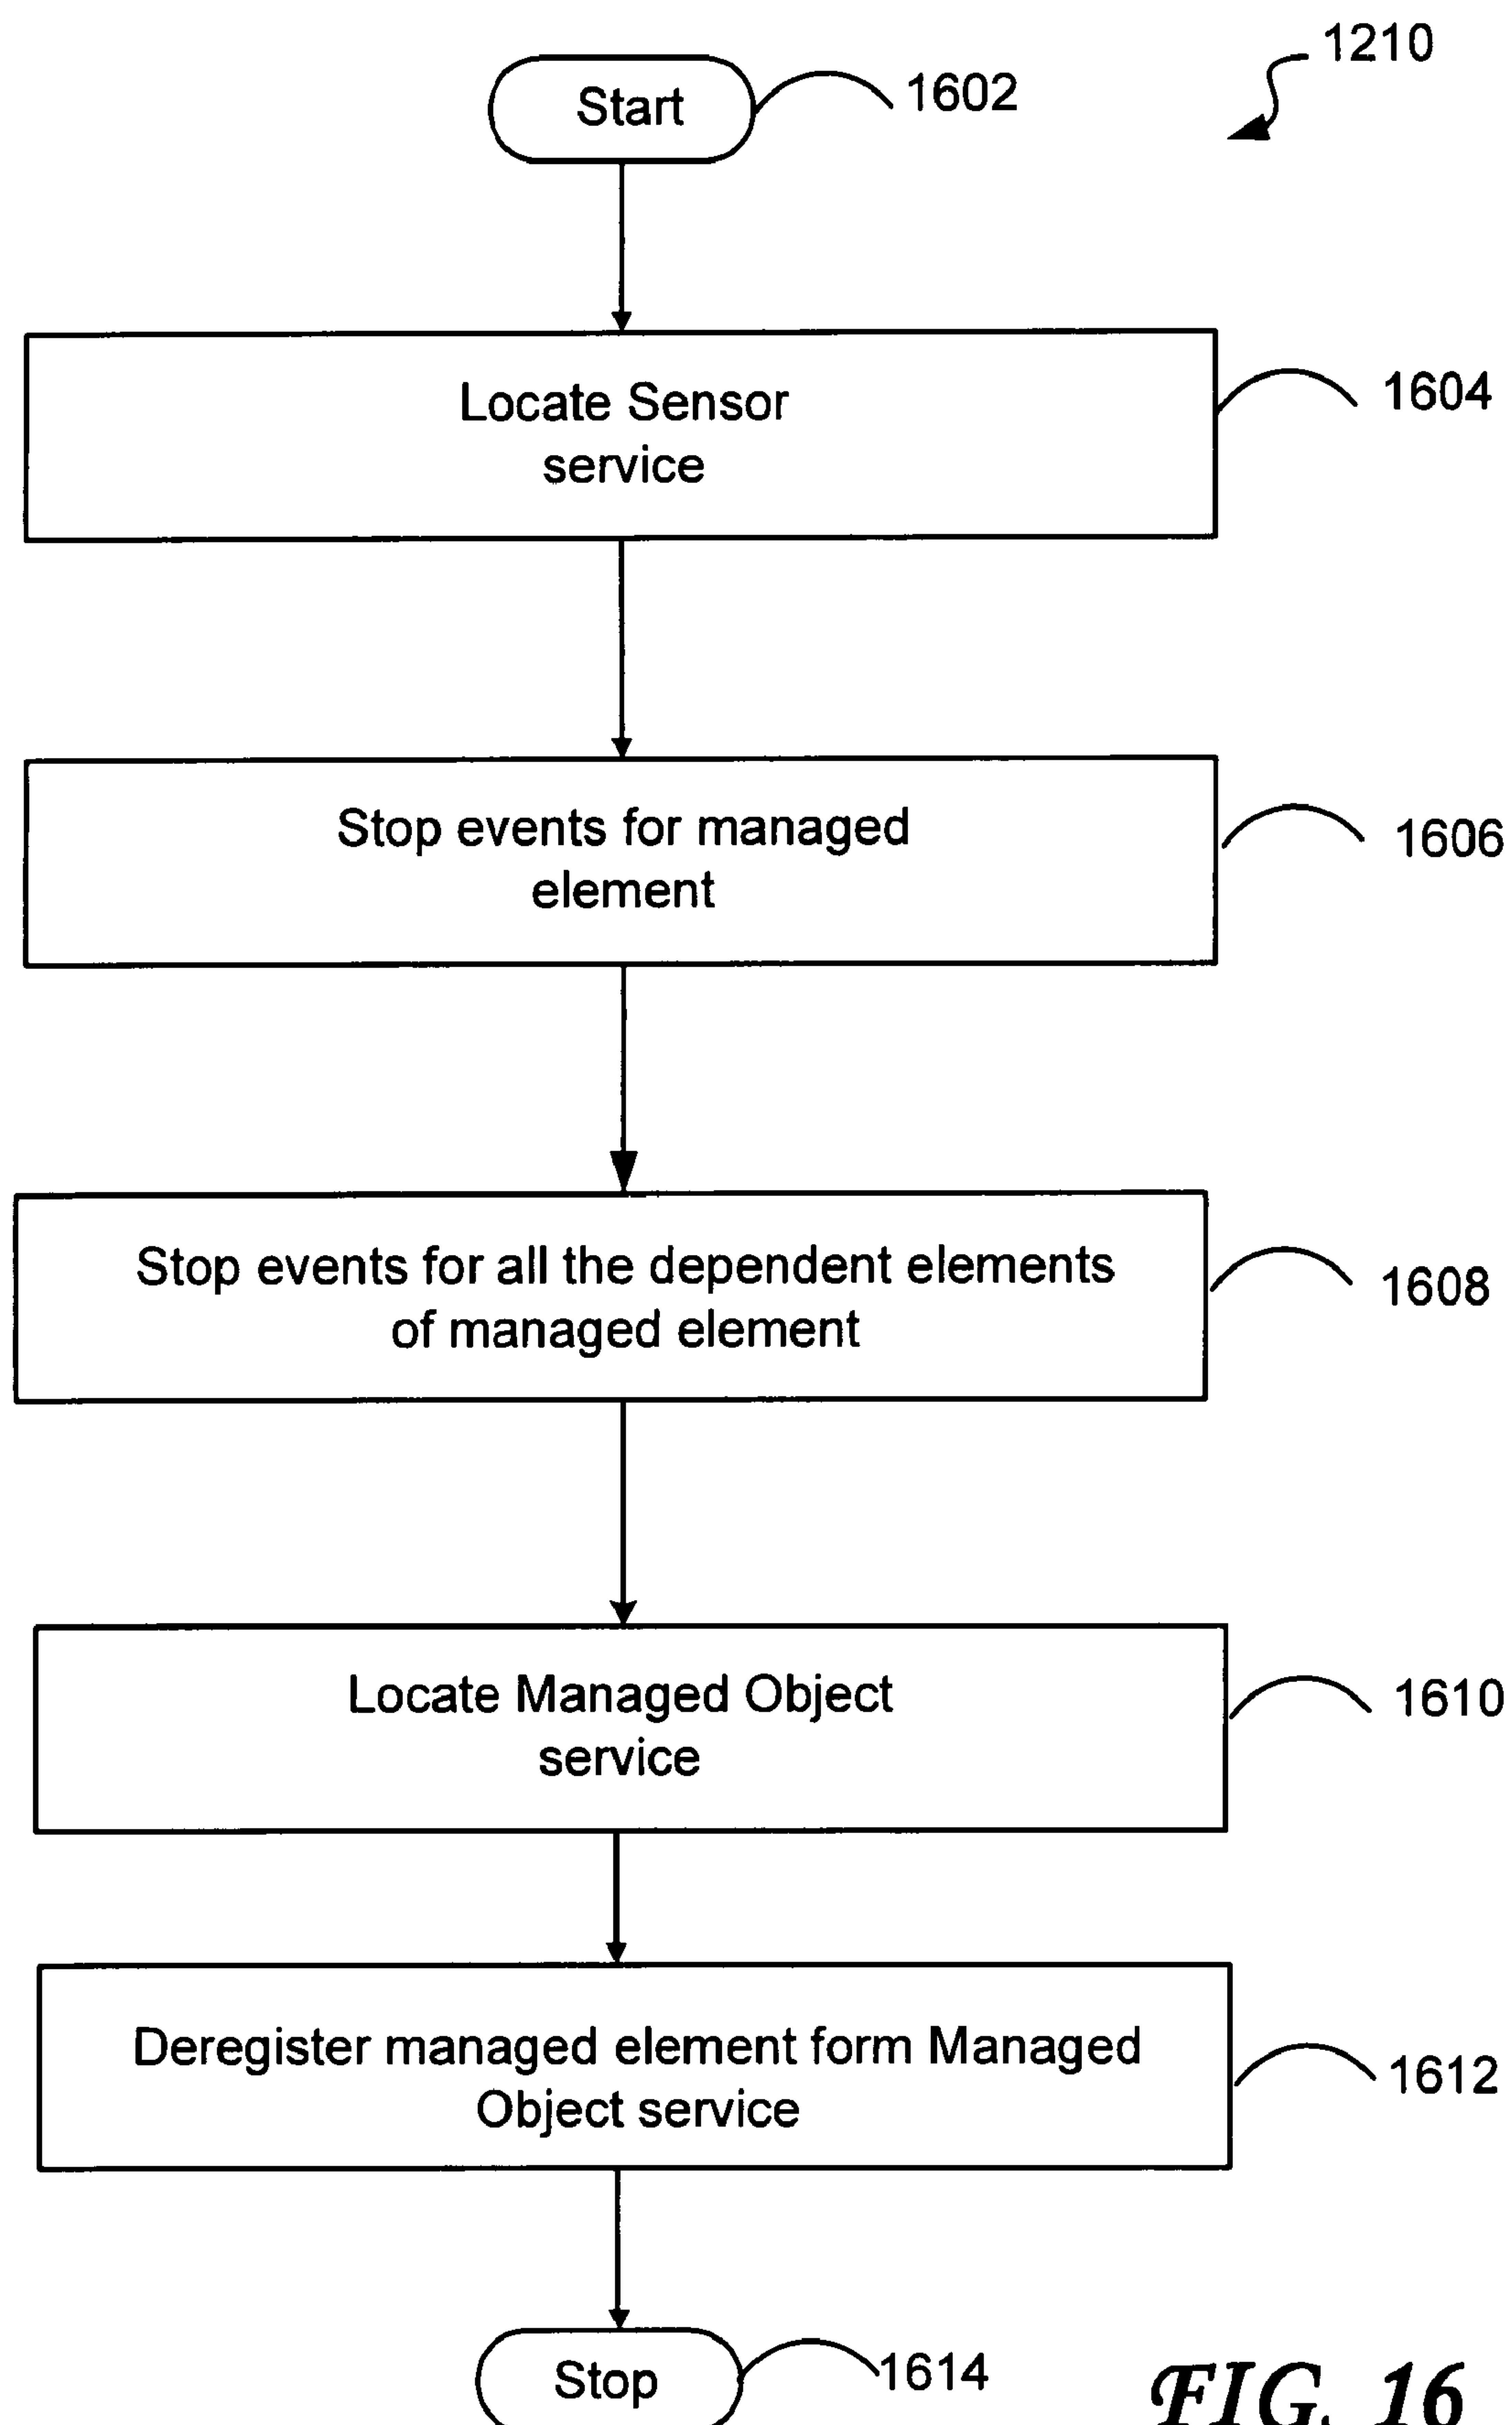 1210
Start
1602
Locate Sensor
service
1604
Stop events for managed
element
1606
Stop events for all the dependent elements
of managed element
1608
Locate Managed Object
service
1610
Deregister managed element form Managed
Object service
1612
Stop
1614
FIG. 16